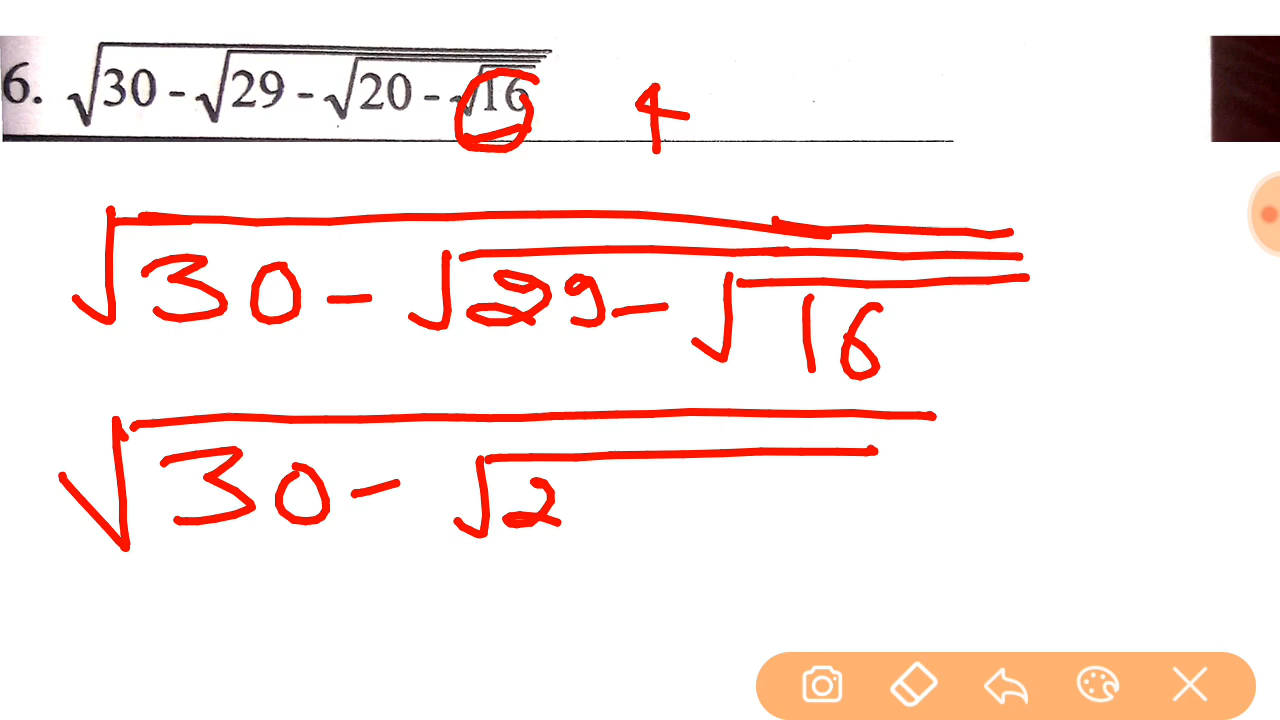 6. √30 - √29 - √20 - √16 4
√30 - √29 - √16
√30 - √2